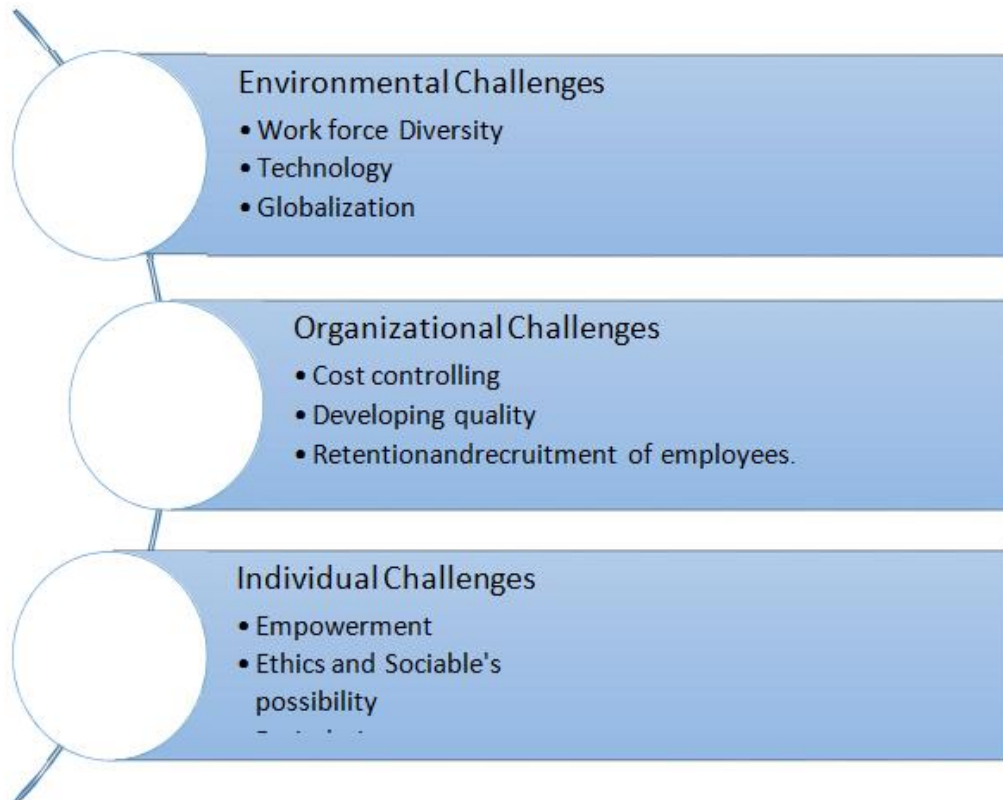 Environmental Challenges
• Work force Diversity
• Technology
• Globalization
Organizational Challenges
• Cost controlling
• Developing quality
• Retentionandrecruitment of employees.
Individual Challenges
• Empowerment
• Ethics and Sociable's
possibility